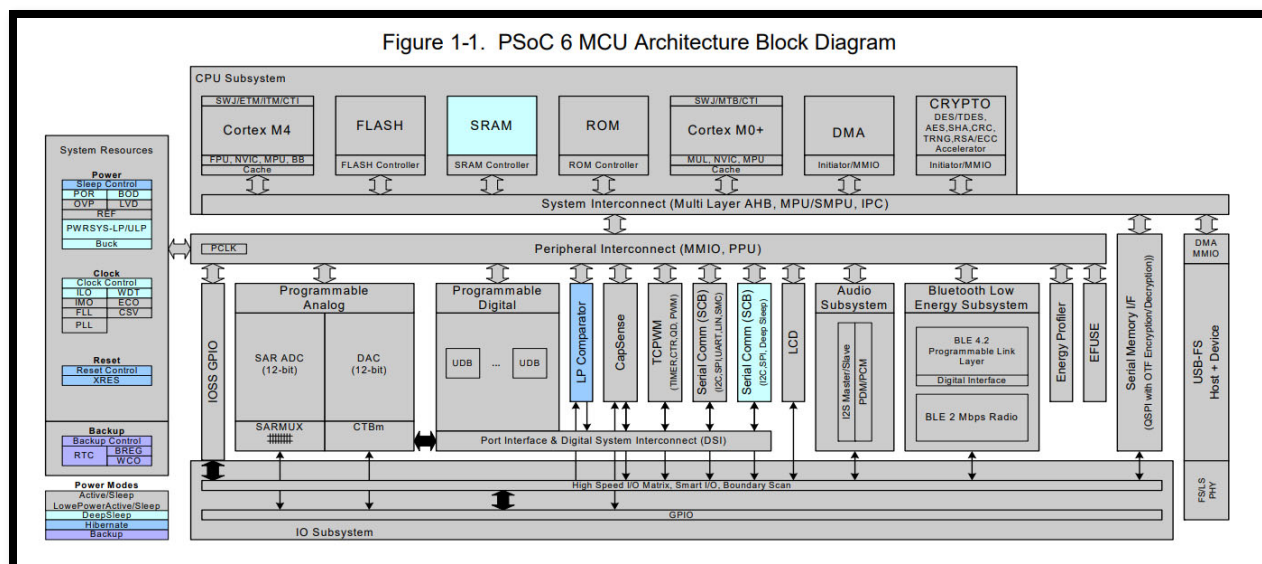 Figure 1-1. PSoC 6 MCU Architecture Block Diagram
CPU Subsystem
SWJ/ETM/ITM/CTI
Cortex M4
FPU, NVIC, MPU, BB
Cache
FLASH
FLASH Controller
SRAM
SRAM Controller
ROM
ROM Controller
SWJ/MTB/CTI
Cortex M0+
MUL, NVIC, MPU
Cache
DMA
Initiator/MMIO
CRYPTO
DES/TDES,
AES,SHA,CRC,
TRNG,RSA/ECC
Accelerator
Initiator/MMIO
System Interconnect (Multi Layer AHB, MPU/SMPU, IPC)
PCLK
Peripheral Interconnect (MMIO, PPU)
System Resources
Power
Sleep Control
POR
BOD
OVP
LVD
REF
PWRSYS-LP/ULP
Buck
Clock
Clock Control
ILO
WDT
IMO
ECO
FLL
CSV
PLL
Reset
Reset Control
XRES
Backup
Backup Control
RTC
BREG
WCO
Power Modes
Active/Sleep
LowePowerActive/Sleep
DeepSleep
Hibernate
Backup
IOSS GPIO
Programmable
Analog
SAR ADC
(12-bit)
DAC
(12-bit)
SARMUX
CTBm
Programmable
Digital
UDB
...
UDB
LP Comparator
CapSense
TCPWM
(TIMER,CTR,QD, PWM)
Serial Comm (SCB)
(I2C,SPI,UART,LIN,SMC)
Serial Comm (SCB)
(I2C,SPI, Deep Sleep)
LCD
Audio
Subsystem
I2S Master/Slave
PDM/PCM
Bluetooth Low
Energy Subsystem
BLE 4.2
Programmable Link
Layer
Digital Interface
BLE 2 Mbps Radio
Energy Profiler
EFUSE
Serial Memory I/F
(QSPI with OTF Encryption/Decryption))
DMA
MMIO
USB-FS
Host + Device
FS/LS
PHY
Port Interface & Digital System Interconnect (DSI)
High Speed I/O Matrix, Smart I/O, Boundary Scan
GPIO
IO Subsystem